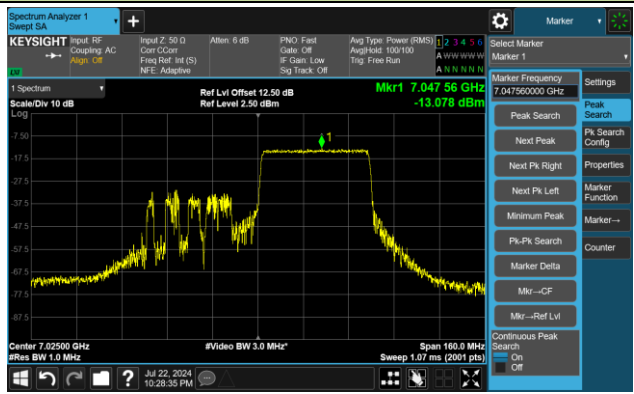 Spectrum Analyzer 1
Swept SA
Marker
KEYSIGHT
Input: RF
Coupling: AC
Align: Off
Input Z: 50 Ω
Corr CCorr
Freq Ref: Int (S)
NFE: Adaptive
Atten: 6 dB
PNO: Fast
Gate: Off
IF Gain: Low
Sig Track: Off
Avg Type: Power (RMS)
Avg|Hold: 100/100
Trig: Free Run
1 2 3 4 5 6
A W W W W W
A N N N N N
LXI
Select Marker
Marker 1
1 Spectrum
Scale/Div 10 dB
Log
Ref Lvl Offset 12.50 dB
Ref Level 2.50 dBm
Mkr1 7.047 56 GHz
-13.078 dBm
1
-7.50
-17.5
-27.5
-37.5
-47.5
-57.5
-67.5
-77.5
-87.5
Center 7.02500 GHz
#Res BW 1.0 MHz
#Video BW 3.0 MHz*
Span 160.0 MHz
Sweep 1.07 ms (2001 pts)
Marker Frequency
7.047560000 GHz
Peak Search
Next Peak
Next Pk Right
Next Pk Left
Minimum Peak
Pk-Pk Search
Marker Delta
Mkr→CF
Mkr→Ref Lvl
Continuous Peak
Search
On
Off
Settings
Peak
Search
Pk Search
Config
Properties
Marker
Function
Marker→
Counter
?
Jul 22, 2024
10:28:35 PM